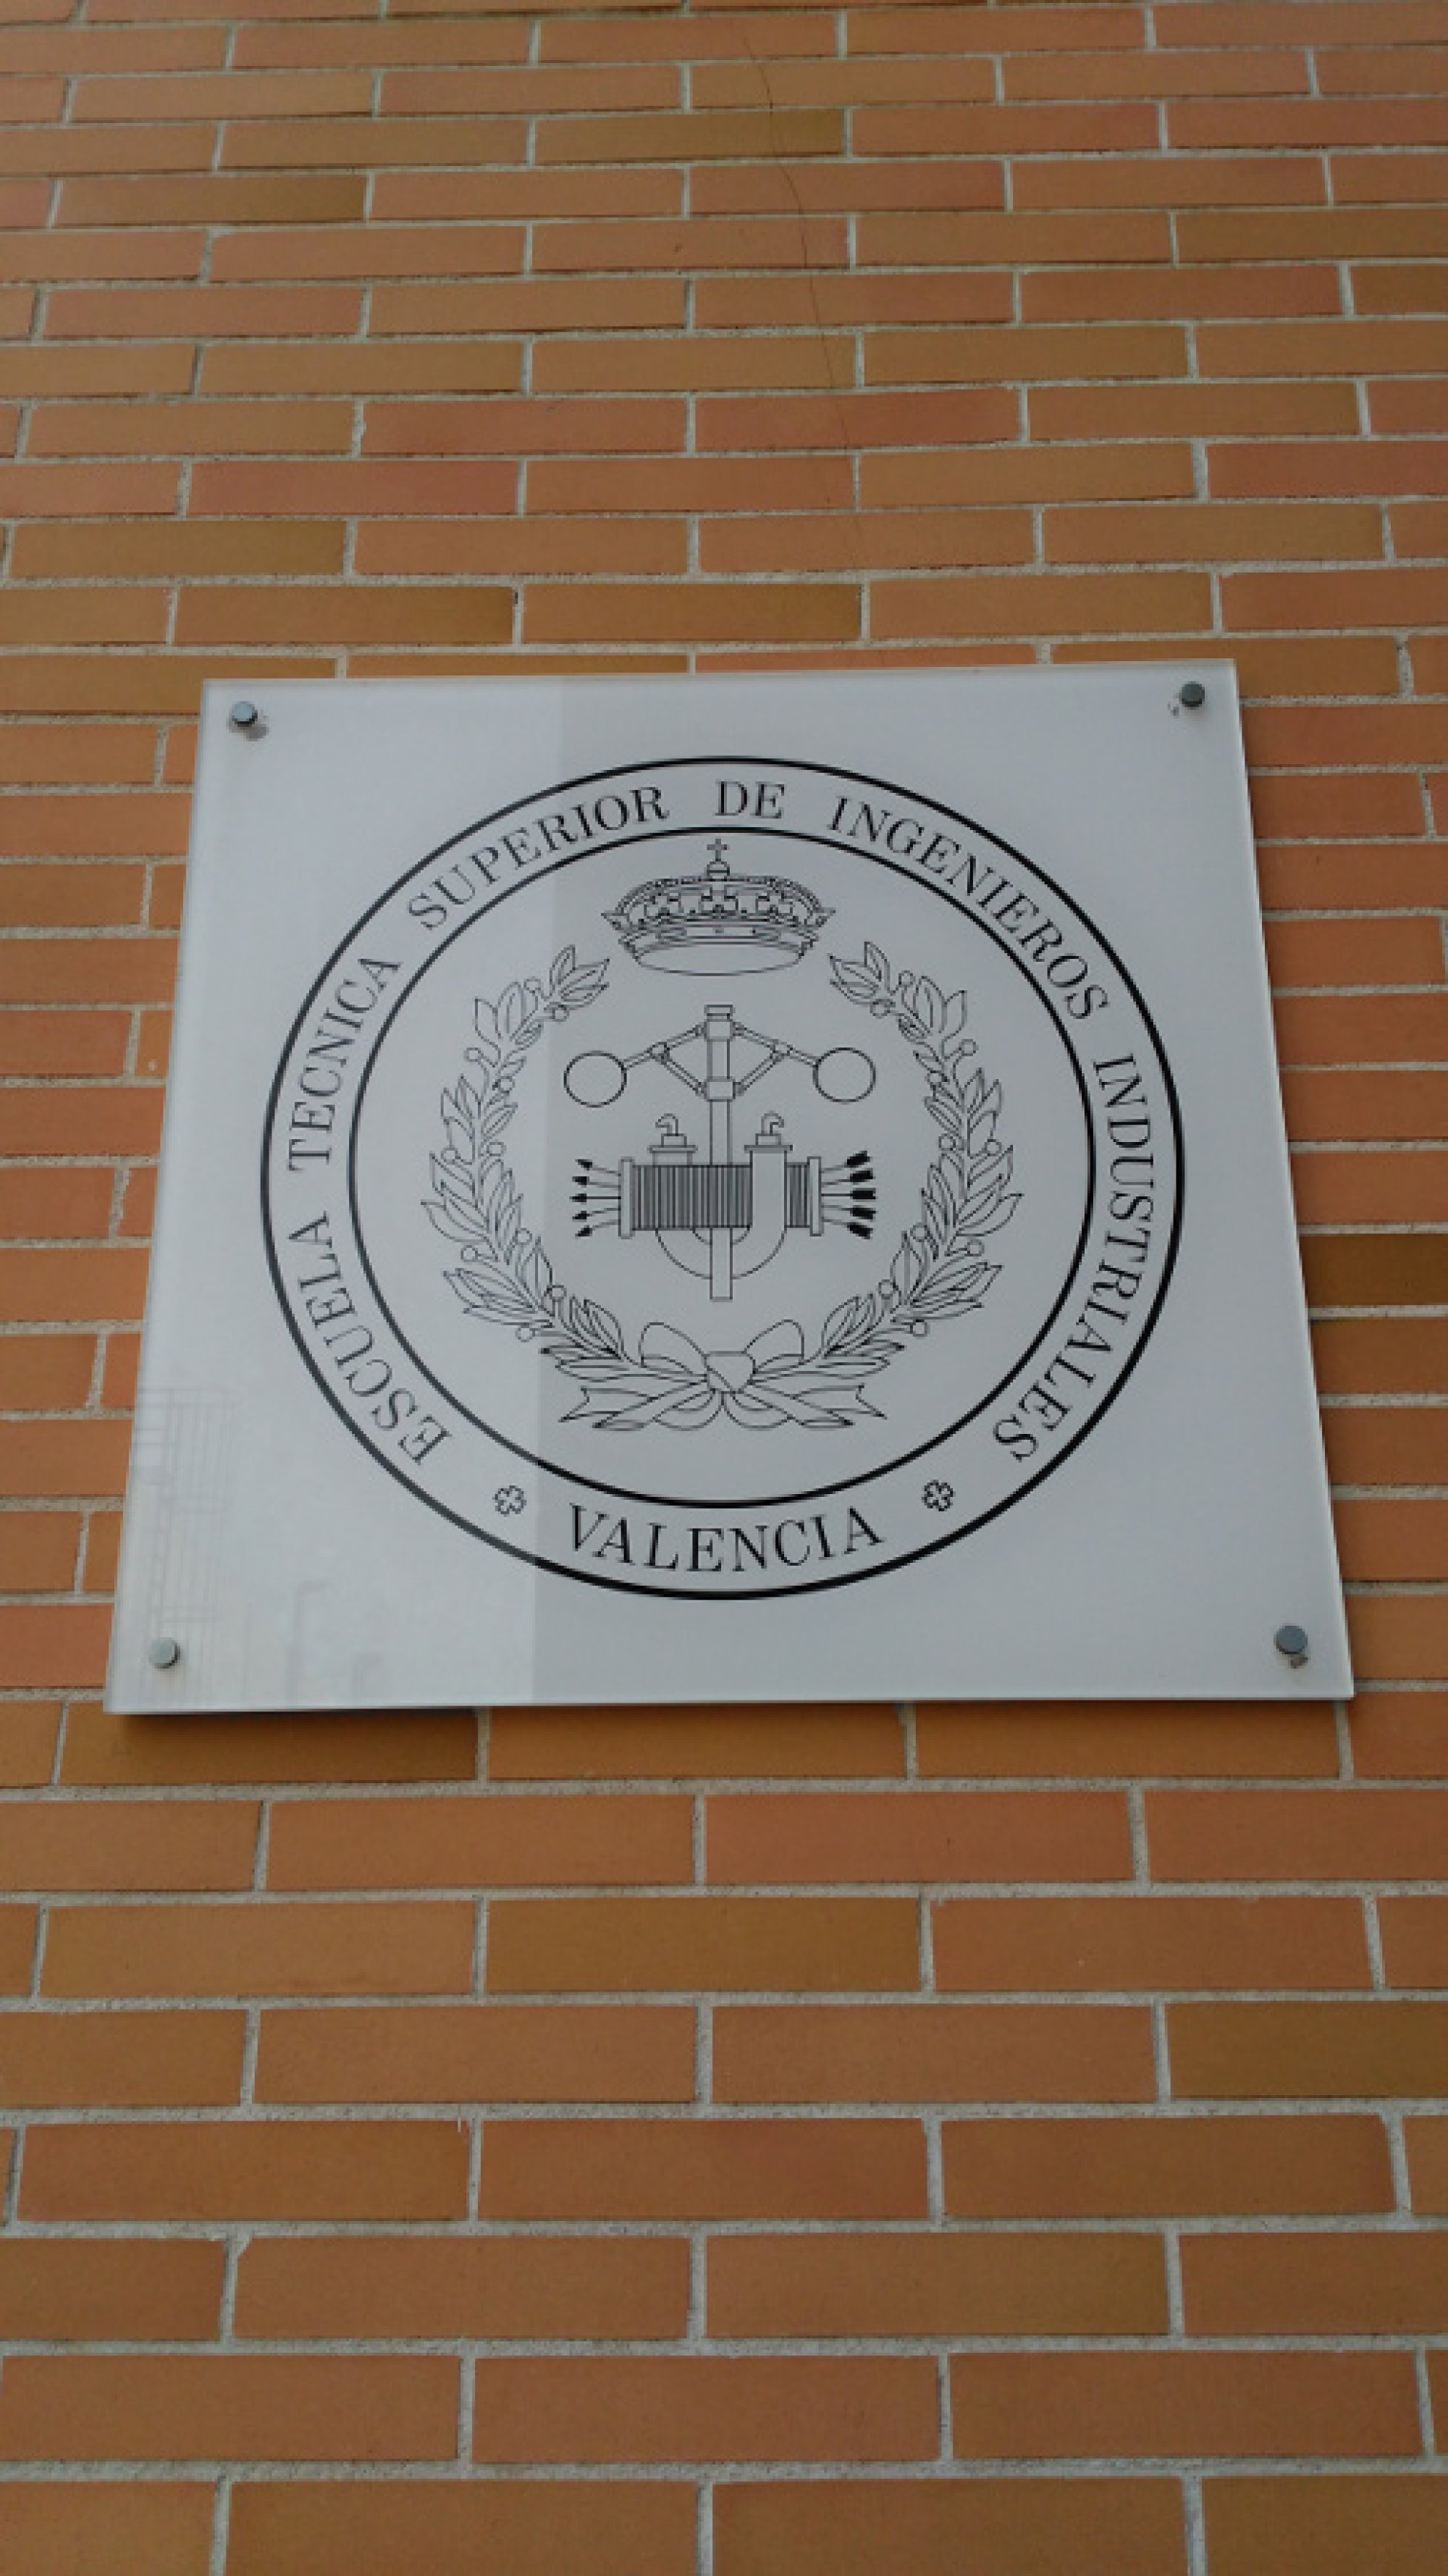 ESCUELA TECNICA SUPERIOR DE INGENIEROS INDUSTRIALES
VALENCIA